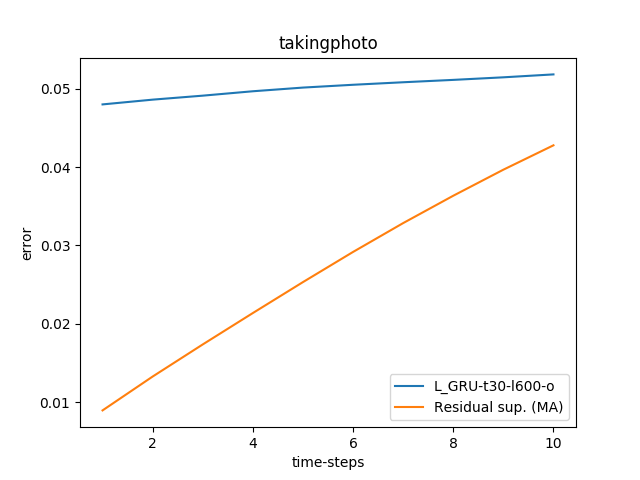 takingphoto
error
0.05
0.04
0.03
0.02
0.01
2
4
6
8
10
time-steps
L_GRU-t30-l600-o
Residual sup. (MA)